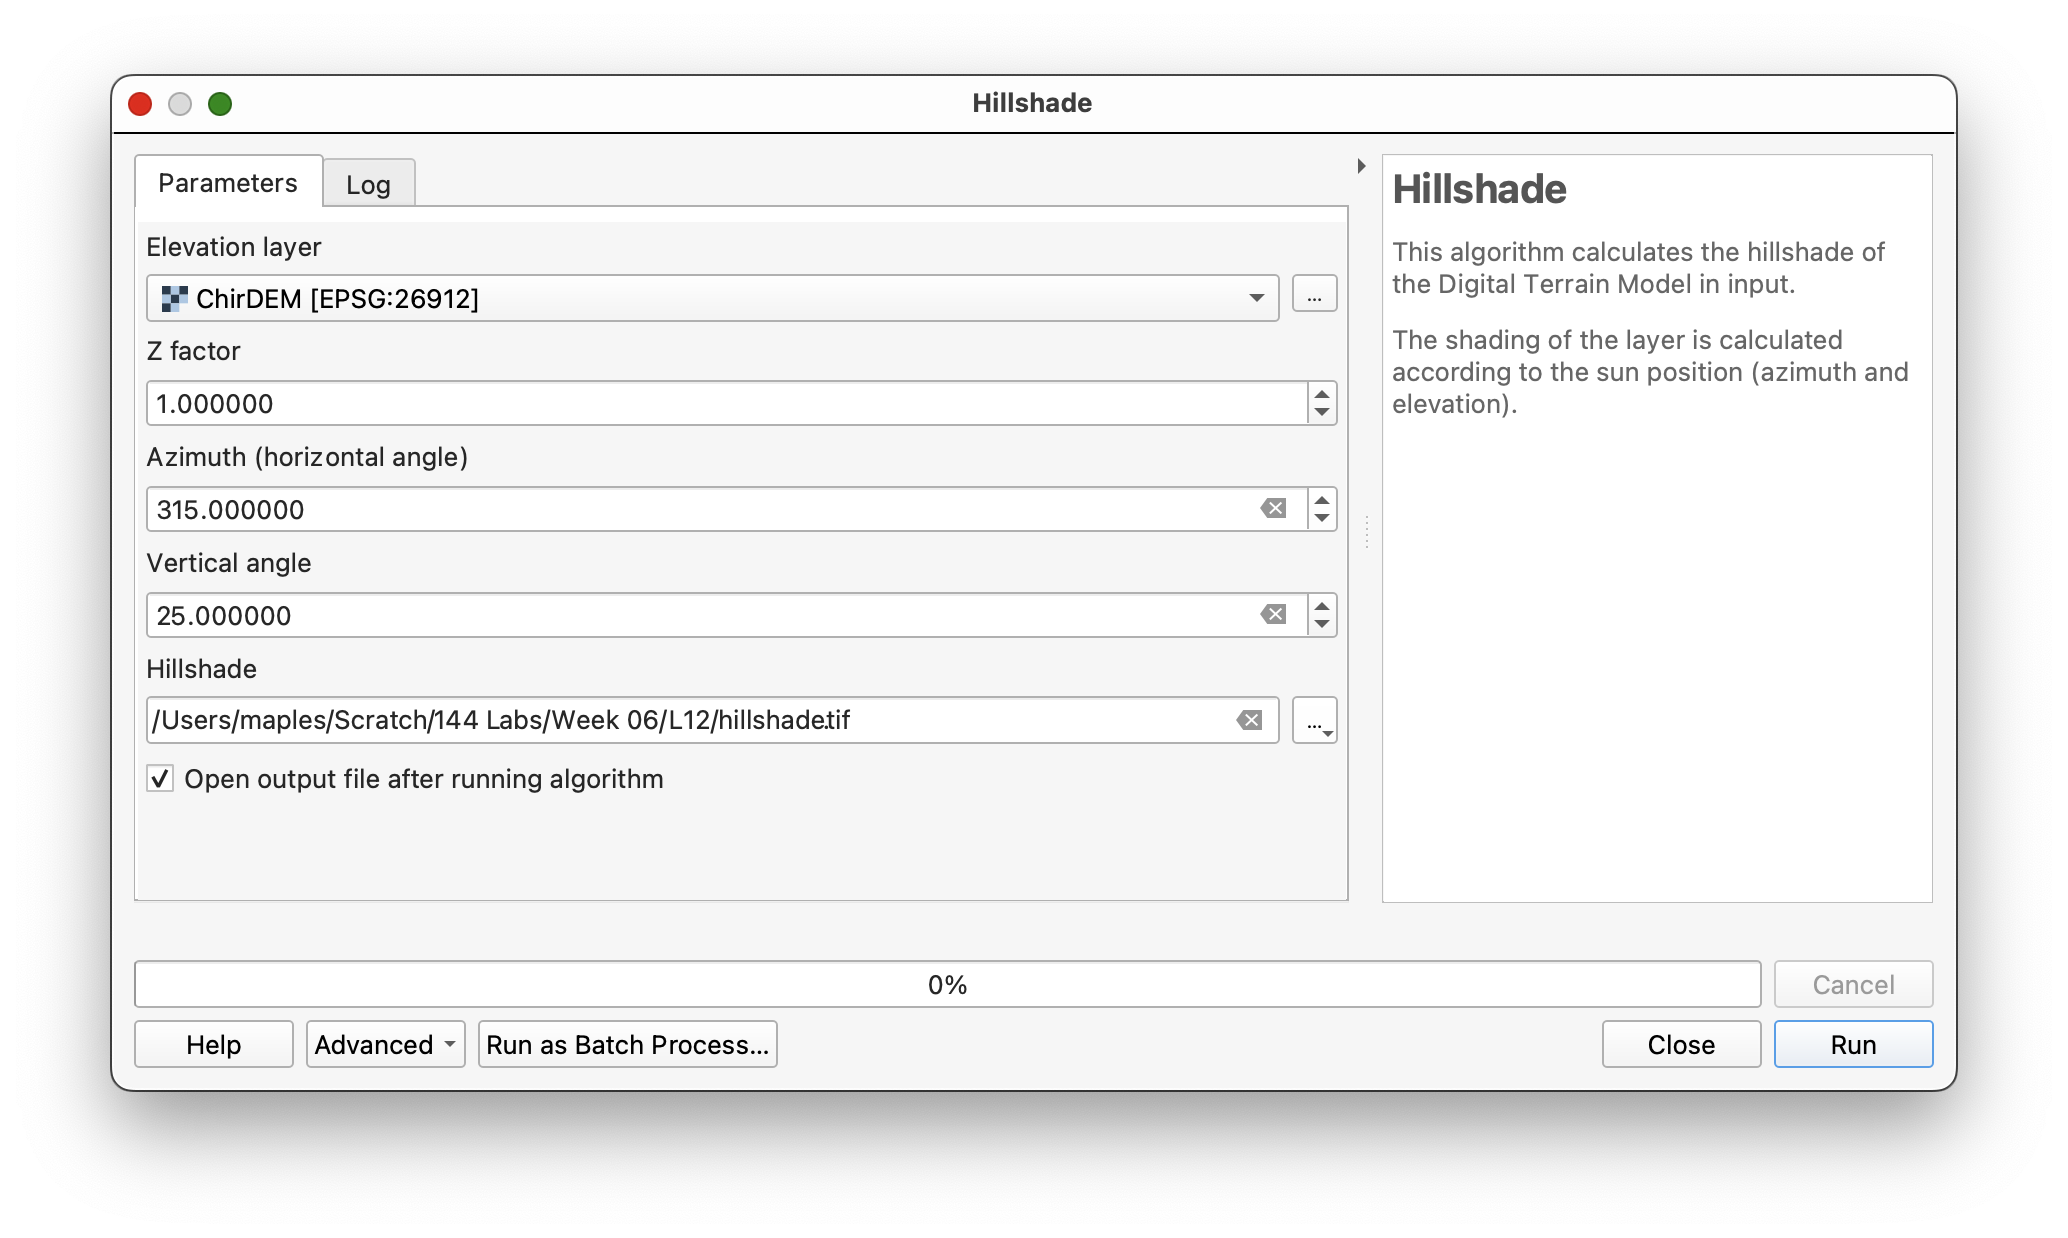 Hillshade
Parameters
Log
Elevation layer
ChirDEM [EPSG:26912]
...
Z factor
1.000000
Azimuth (horizontal angle)
315.000000
Vertical angle
25.000000
Hillshade
/Users/maples/Scratch/144 Labs/Week 06/L12/hillshade.tif
...
Open output file after running algorithm
Hillshade
This algorithm calculates the hillshade of
the Digital Terrain Model in input.
The shading of the layer is calculated
according to the sun position (azimuth and
elevation).
0%
Cancel
Help
Advanced
Run as Batch Process...
Close
Run